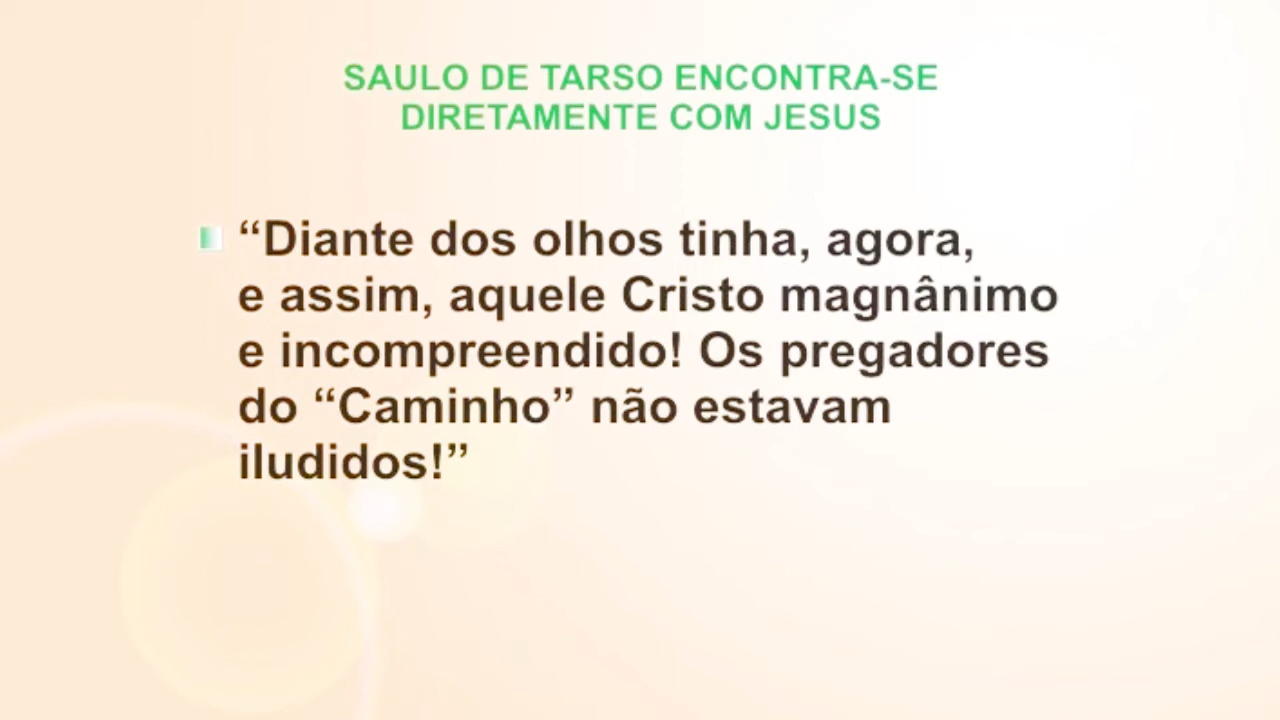 SAULO DE TARSO ENCONTRA-SE
DIRETAMENTE COM JESUS
“Diante dos olhos tinha, agora,
e assim, aquele Cristo magnânimo
e incompreendido! Os pregadores
do “Caminho” não estavam
iludidos!”